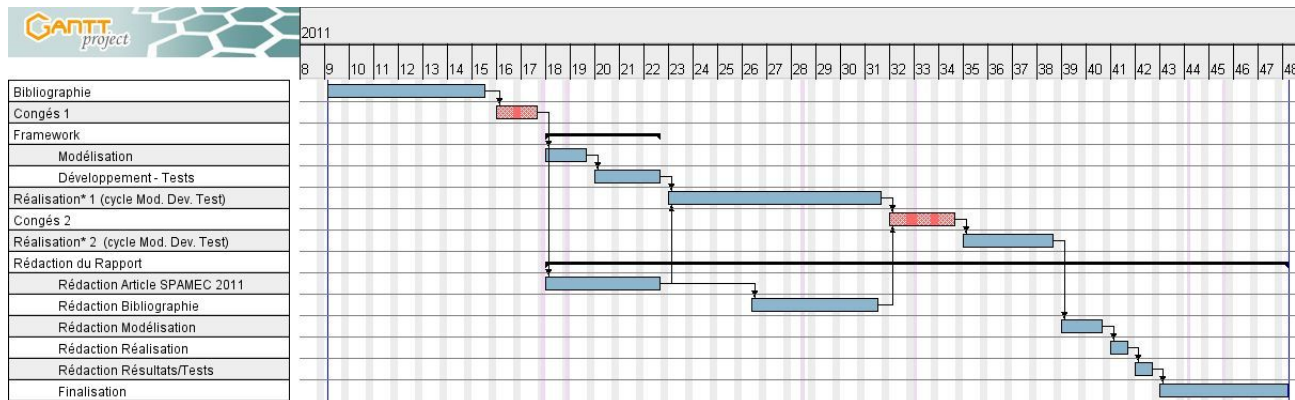 GANTT
project
2011
8 9 10 11 12 13 14 15 16 17 18 19 20 21 22 23 24 25 26 27 28 29 30 31 32 33 34 35 36 37 38 39 40 41 42 43 44 45 46 47 48
Bibliographie
Congés 1
Framework
Modélisation
Développement - Tests
Réalisation* 1 (cycle Mod. Dev. Test)
Congés 2
Réalisation* 2 (cycle Mod. Dev. Test)
Rédaction du Rapport
Rédaction Article SPAMEC 2011
Rédaction Bibliographie
Rédaction Modélisation
Rédaction Réalisation
Rédaction Résultats/Tests
Finalisation